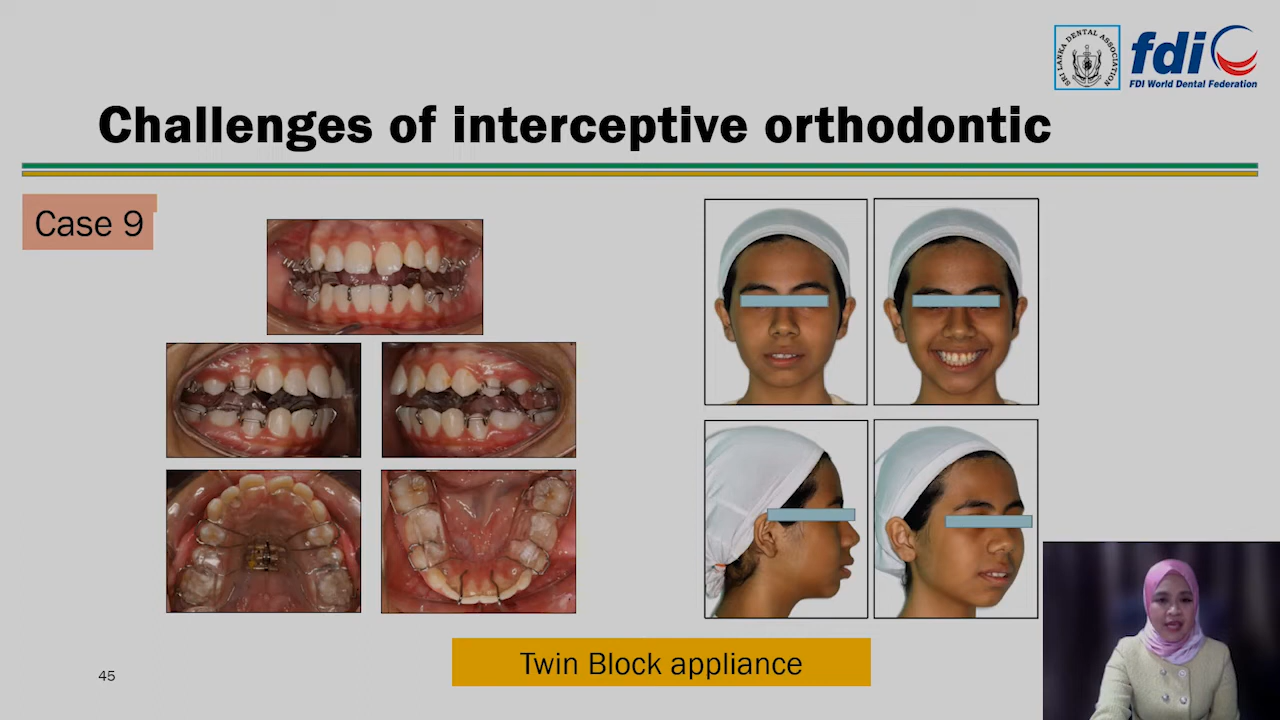 SRI LANKA DENTAL ASSOCIATION
fdi
FDI World Dental Federation
Challenges of interceptive orthodontic
Case 9
Twin Block appliance
45